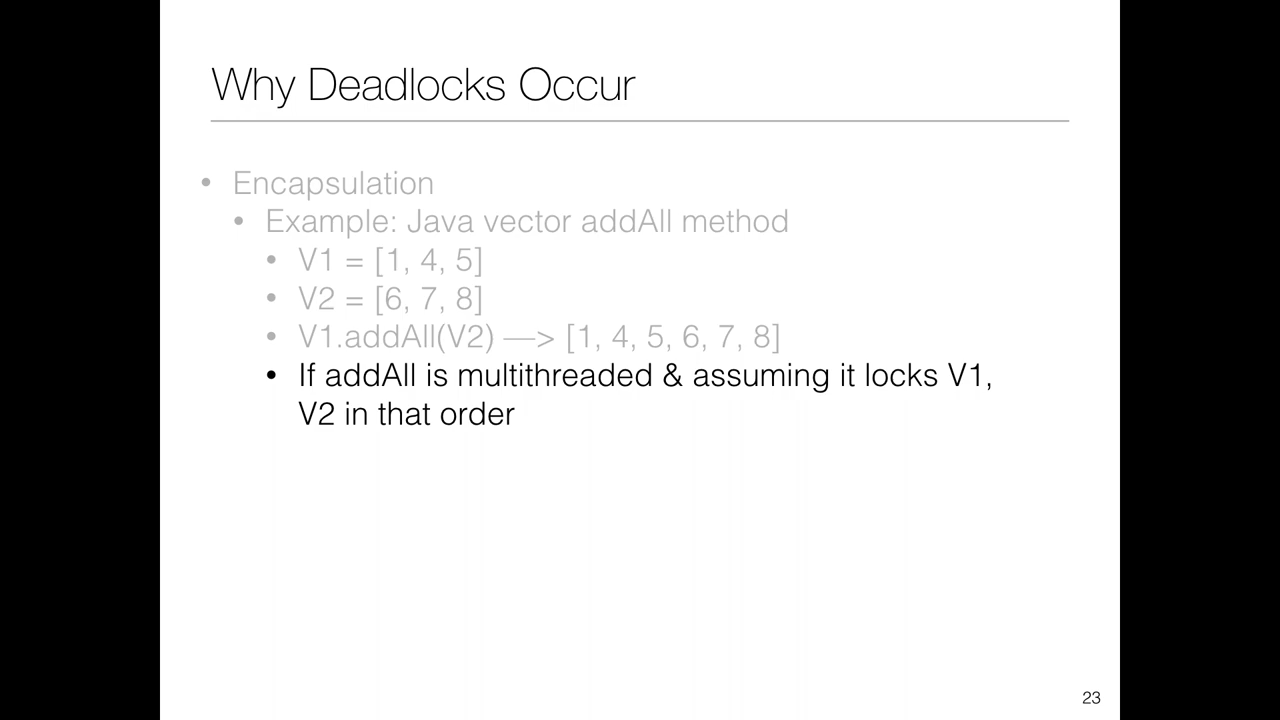 Why Deadlocks Occur
• Encapsulation
• Example: Java vector addAll method
• V1 = [1, 4, 5]
• V2 = [6, 7, 8]
• V1.addAll(V2) —> [1, 4, 5, 6, 7, 8]
• If addAll is multithreaded & assuming it locks V1,
V2 in that order
23